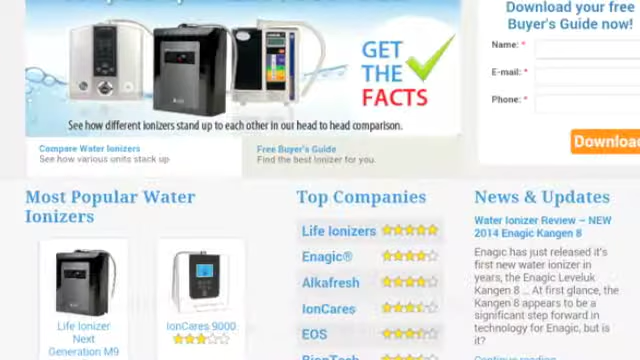 Download your free
Buyer's Guide now!
Name: *
E-mail: *
Phone: *
Download
GET
THE
FACTS
See how different ionizers stand up to each other in our head to head comparison.
Compare Water Ionizers
See how various units stack up
Free Buyer's Guide
Find the best Ionizer for you.
Most Popular Water
Ionizers
Life Ionizer
Next
Generation M9
IonCares 9000
Top Companies
Life Ionizers
Enagic®
Alkafresh
IonCares
EOS
BionTech
News & Updates
Water Ionizer Review – NEW
2014 Enagic Kangen 8
Enagic has just released it's
first new water ionizer in
years, the Enagic Leveluk
Kangen 8 ... At first glance, the
Kangen 8 appears to be a
significant step forward in
technology for Enagic, but is
it?
Continue reading